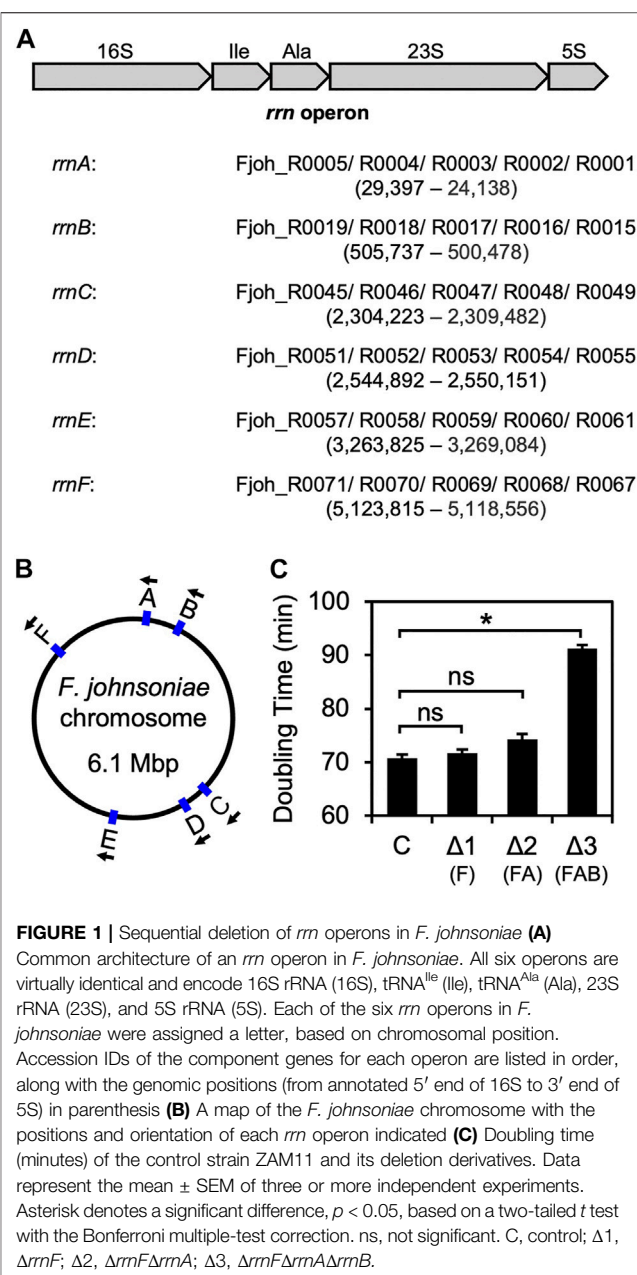 A
16S Ile Ala 23S 5S
rrn operon
rrnA: Fjoh_R0005/ R0004/ R0003/ R0002/ R0001
(29,397 – 24,138)
rrnB: Fjoh_R0019/ R0018/ R0017/ R0016/ R0015
(505,737 – 500,478)
rrnC: Fjoh_R0045/ R0046/ R0047/ R0048/ R0049
(2,304,223 – 2,309,482)
rrnD: Fjoh_R0051/ R0052/ R0053/ R0054/ R0055
(2,544,892 – 2,550,151)
rrnE: Fjoh_R0057/ R0058/ R0059/ R0060/ R0061
(3,263,825 – 3,269,084)
rrnF: Fjoh_R0071/ R0070/ R0069/ R0068/ R0067
(5,123,815 – 5,118,556)
B
A
B
F
F. johnsoniae
chromosome
6.1 Mbp
C
D
E
C
Doubling Time (min)
100
90
80
70
60
*
ns
ns
C Δ1 Δ2 Δ3
(F) (FA) (FAB)
FIGURE 1 | Sequential deletion of rrn operons in F. johnsoniae (A)
Common architecture of an rrn operon in F. johnsoniae. All six operons are
virtually identical and encode 16S rRNA (16S), tRNAIle (Ile), tRNAAla (Ala), 23S
rRNA (23S), and 5S rRNA (5S). Each of the six rrn operons in F.
johnsoniae were assigned a letter, based on chromosomal position.
Accession IDs of the component genes for each operon are listed in order,
along with the genomic positions (from annotated 5′ end of 16S to 3′ end of
5S) in parenthesis (B) A map of the F. johnsoniae chromosome with the
positions and orientation of each rrn operon indicated (C) Doubling time
(minutes) of the control strain ZAM11 and its deletion derivatives. Data
represent the mean ± SEM of three or more independent experiments.
Asterisk denotes a significant difference, p < 0.05, based on a two-tailed t test
with the Bonferroni multiple-test correction. ns, not significant. C, control; Δ1,
ΔrrnF; Δ2, ΔrrnFΔrrnA; Δ3, ΔrrnFΔrrnAΔrrnB.